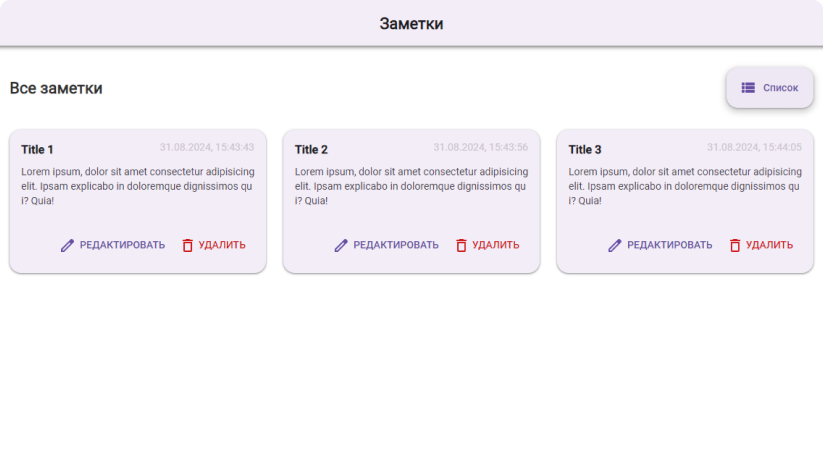 Заметки
Все заметки
Список
Title 1
31.08.2024, 15:43:43
Lorem ipsum, dolor sit amet consectetur adipisicing
elit. Ipsam explicabo in doloremque dignissimos qu
i? Quia!
РЕДАКТИРОВАТЬ
УДАЛИТЬ
Title 2
31.08.2024, 15:43:56
Lorem ipsum, dolor sit amet consectetur adipisicing
elit. Ipsam explicabo in doloremque dignissimos qu
i? Quia!
РЕДАКТИРОВАТЬ
УДАЛИТЬ
Title 3
31.08.2024, 15:44:05
Lorem ipsum, dolor sit amet consectetur adipisicing
elit. Ipsam explicabo in doloremque dignissimos qu
i? Quia!
РЕДАКТИРОВАТЬ
УДАЛИТЬ